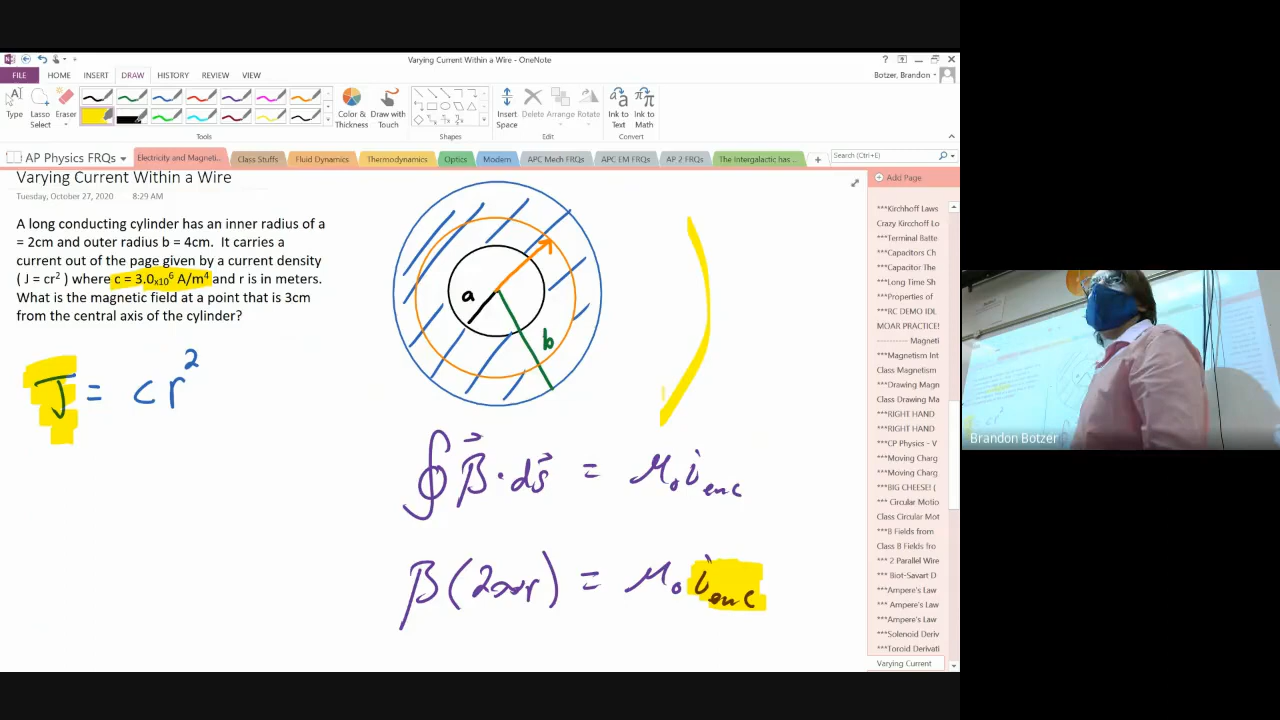 Varying Current Within a Wire - OneNote
Botzer, Brandon
FILE HOME INSERT DRAW HISTORY REVIEW VIEW
Type Lasso Select Eraser Color & Thickness Draw with Touch Insert Space Delete Arrange Rotate Ink to Text Ink to Math
Tools Shapes Edit Convert
AP Physics FRQs Electricity and Magneti... Class Stuffs Fluid Dynamics Thermodynamics Optics Modern APC Mech FRQs APC EM FRQs AP 2 FRQs The Intergalactic has ... Search (Ctrl+E)
Varying Current Within a Wire
Tuesday, October 27, 2020 8:29 AM
A long conducting cylinder has an inner radius of a
= 2cm and outer radius b = 4cm. It carries a
current out of the page given by a current density
( J = cr² ) where c = 3.0x10⁶ A/m⁴ and r is in meters.
What is the magnetic field at a point that is 3cm
from the central axis of the cylinder?
J = cr²
a
b
∮ B⃗ · ds⃗ = μ₀ i enc
B (2πr) = μ₀ i enc
Add Page
***Kirchhoff Laws
Crazy Kircchoff Lo
***Terminal Batte
***Capacitors Ch
***Capacitor The
***Long Time Sh
***Properties of
***RC DEMO IDL
MOAR PRACTICE!
----------- Magneti
***Magnetism Int
Class Magnetism
***Drawing Magn
Class Drawing Ma
***RIGHT HAND
***RIGHT HAND
***CP Physics - V
***Moving Charg
***Moving Charg
***BIG CHEESE! (
*** Circular Motio
Class Circular Mot
***B Fields from
Class B Fields fro
*** 2 Parallel Wire
*** Biot-Savart D
***Ampere's Law
*** Ampere's Law
***Ampere's Law
***Solenoid Deriv
***Toroid Derivati
Varying Current
Brandon Botzer